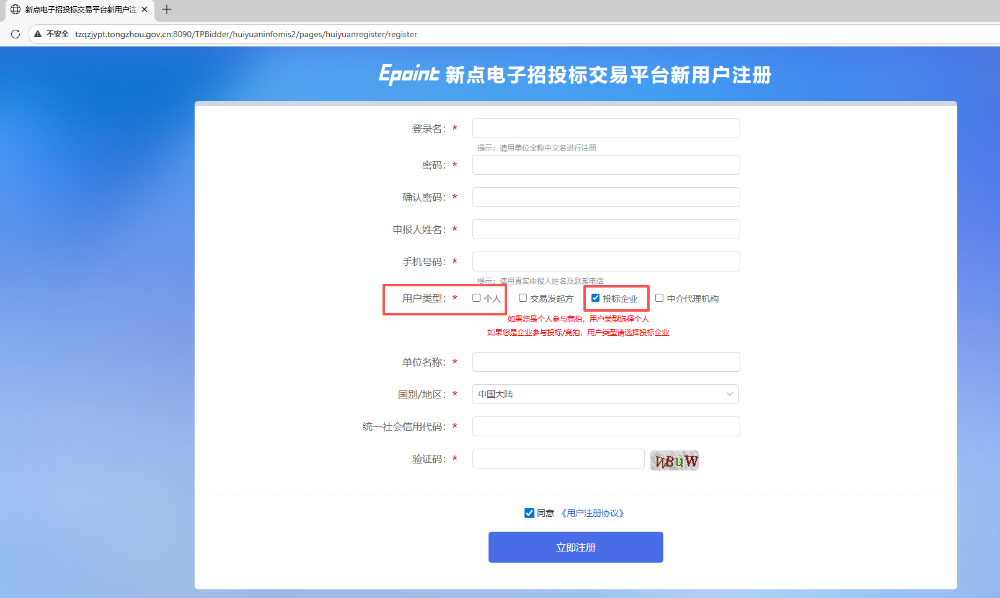 新点电子招投标交易平台新用户注
不安全 tzqzjypt.tongzhou.gov.cn:8090/TPBidder/huiyuaninfomis2/pages/huiyuanregister/register
Epoint 新点电子招投标交易平台新用户注册
登录名：*
提示：请用单位全称中文名进行注册
密码：*
确认密码：*
申报人姓名：*
手机号码：*
提示：请用真实申报人姓名及联系电话
用户类型：* 个人 交易发起方 投标企业 中介代理机构
如果您是个人参与竞拍，用户类型选择个人
如果您是企业参与投标/竞拍，用户类型请选择投标企业
单位名称：*
国别/地区：* 中国大陆
统一社会信用代码：*
验证码：* NBuW
同意 《用户注册协议》
立即注册